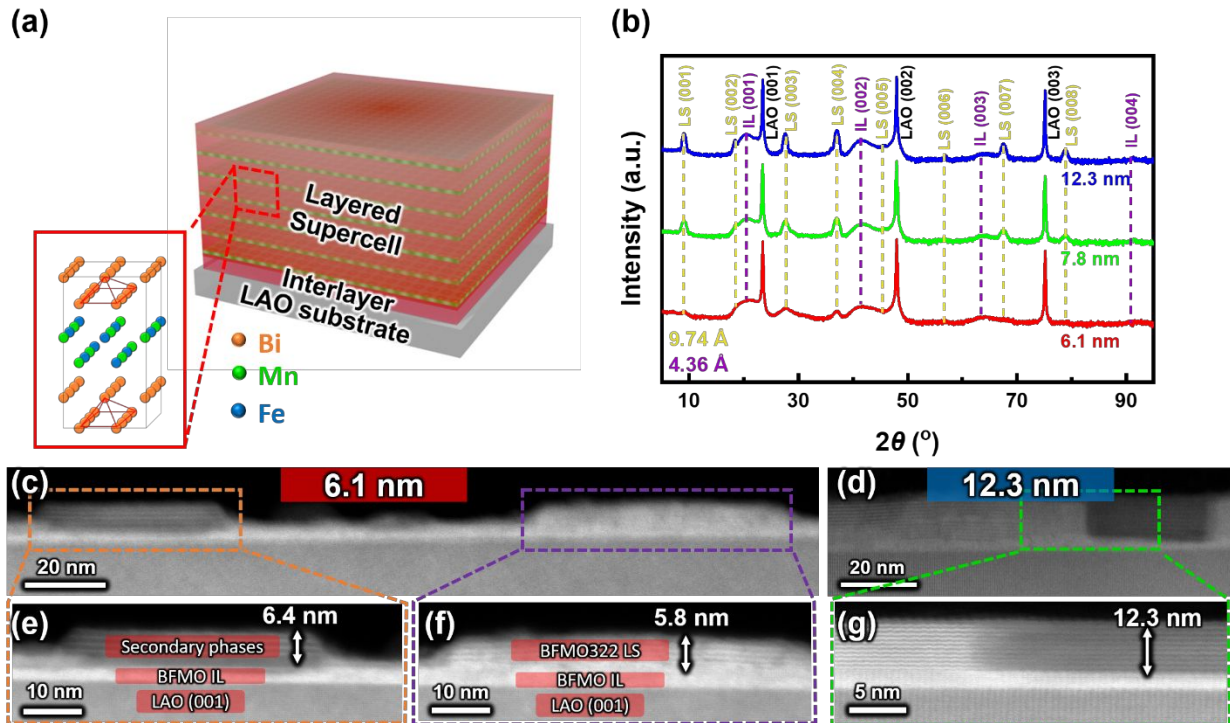 (a)
Layered
Supercell
Interlayer
LAO substrate
Bi
Mn
Fe
(b)
Intensity (a.u.)
LS (001)
LS (002)
IL (001)
LAO (001)
LS (003)
LS (004)
IL (002)
LS (005)
LAO (002)
LS (006)
IL (003)
LS (007)
LAO (003)
LS (008)
IL (004)
12.3 nm
7.8 nm
6.1 nm
9.74 Å
4.36 Å
10 30 50 70 90
2θ (°)
(c)
6.1 nm
20 nm
(d)
12.3 nm
20 nm
(e)
6.4 nm
Secondary phases
BFMO IL
LAO (001)
10 nm
(f)
5.8 nm
BFMO322 LS
BFMO IL
LAO (001)
10 nm
(g)
12.3 nm
5 nm